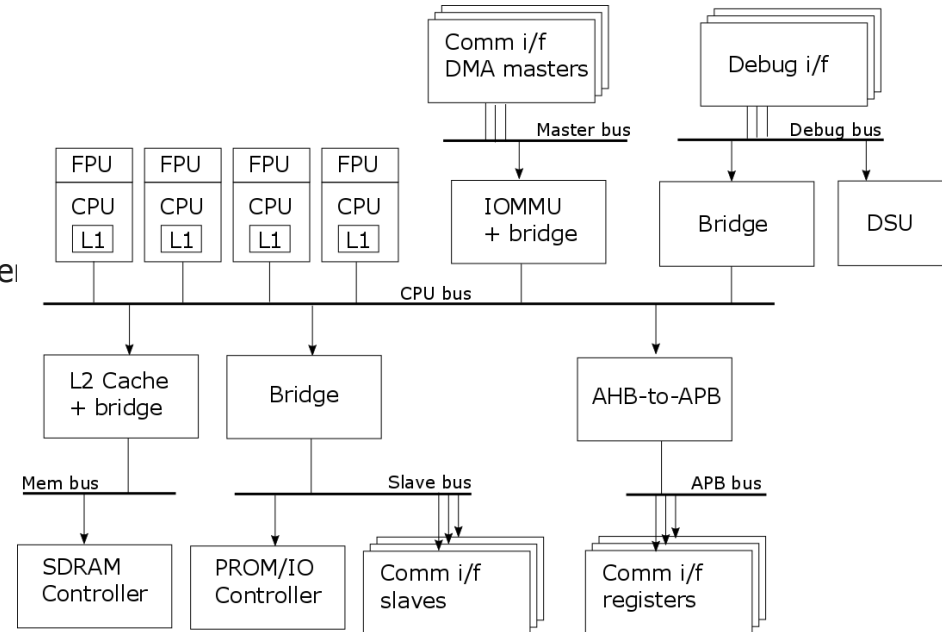 Comm i/f
DMA masters
Debug i/f
Master bus
Debug bus
FPU
FPU
FPU
FPU
CPU
CPU
CPU
CPU
L1
L1
L1
L1
IOMMU
+ bridge
Bridge
DSU
CPU bus
L2 Cache
+ bridge
Bridge
AHB-to-APB
Mem bus
Slave bus
APB bus
SDRAM
Controller
PROM/IO
Controller
Comm i/f
slaves
Comm i/f
registers